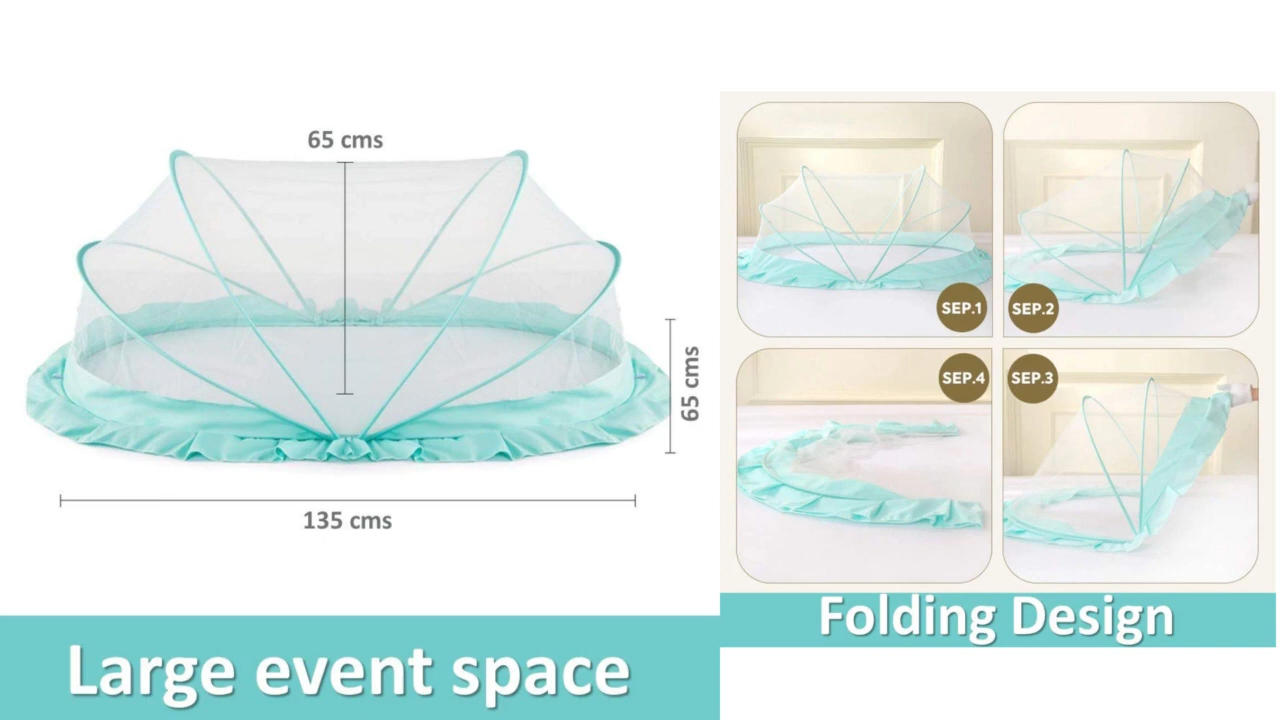 65 cms
65 cms
135 cms
Large event space
SEP.1
SEP.2
SEP.4
SEP.3
Folding Design